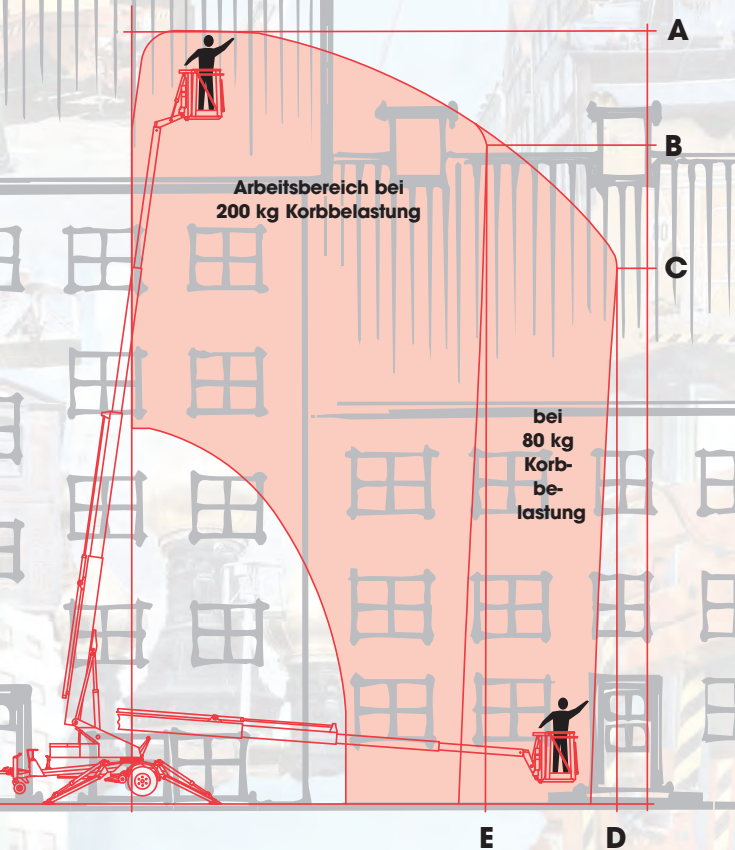 A
B
Arbeitsbereich bei
200 kg Korbbelastung
C
bei
80 kg
Korb-
be-
lastung
E
D